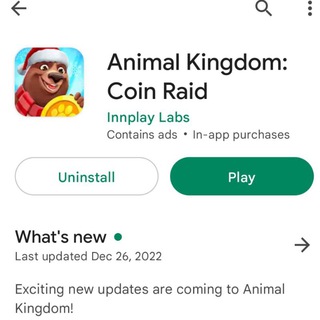 Animal Kingdom:
Coin Raid
Innplay Labs
Contains ads • In-app purchases
Uninstall
Play
What's new
Last updated Dec 26, 2022
Exciting new updates are coming to Animal
Kingdom!